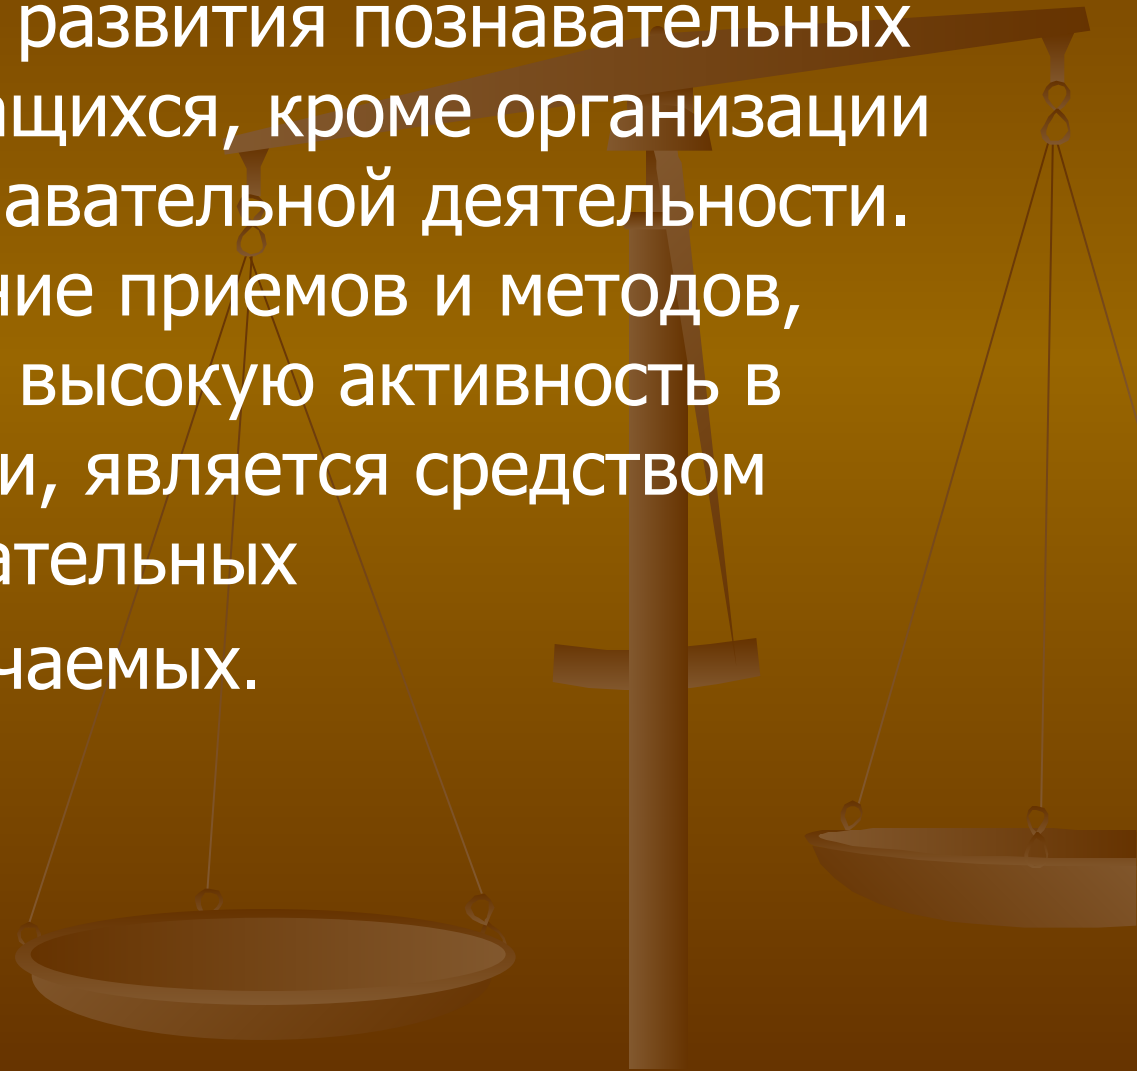 развития познавательных
ащихся, кроме организации
авательной деятельности.
ние приемов и методов,
высокую активность в
и, является средством
ательных
чаемых.